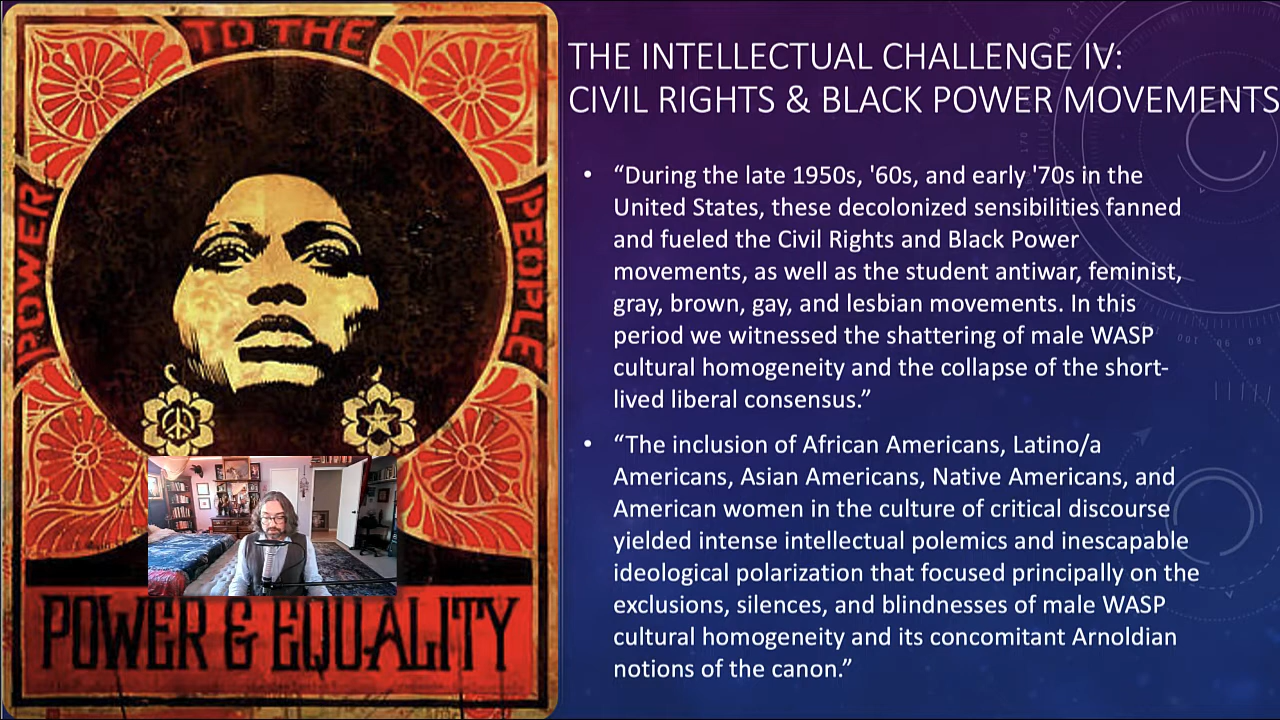 TO THE
POWER
PEOPLE
POWER & EQUALITY
THE INTELLECTUAL CHALLENGE IV:
CIVIL RIGHTS & BLACK POWER MOVEMENTS
• “During the late 1950s, '60s, and early '70s in the
United States, these decolonized sensibilities fanned
and fueled the Civil Rights and Black Power
movements, as well as the student antiwar, feminist,
gray, brown, gay, and lesbian movements. In this
period we witnessed the shattering of male WASP
cultural homogeneity and the collapse of the short-
lived liberal consensus.”
• “The inclusion of African Americans, Latino/a
Americans, Asian Americans, Native Americans, and
American women in the culture of critical discourse
yielded intense intellectual polemics and inescapable
ideological polarization that focused principally on the
exclusions, silences, and blindnesses of male WASP
cultural homogeneity and its concomitant Arnoldian
notions of the canon.”